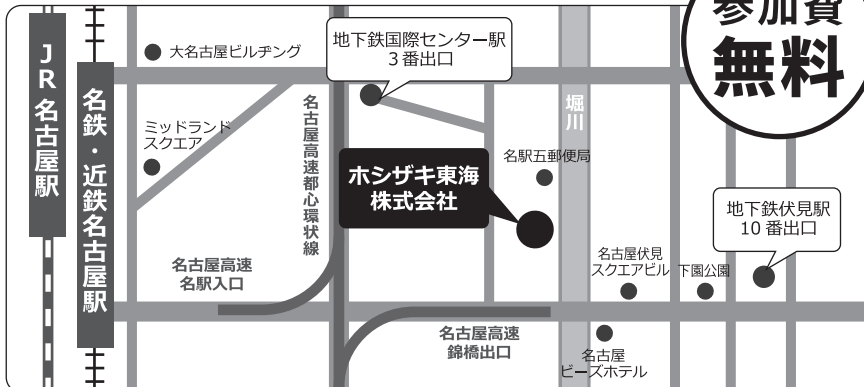 参加費
無料
JR名古屋駅
名鉄・近鉄名古屋駅
大名古屋ビルヂング
地下鉄国際センター駅
3番出口
ミッドランド
スクエア
名古屋高速都心環状線
堀川
名駅五郵便局
ホシザキ東海
株式会社
地下鉄伏見駅
10番出口
名古屋高速
名駅入口
名古屋伏見
スクエアビル
下園公園
名古屋高速
錦橋出口
名古屋
ビーズホテル